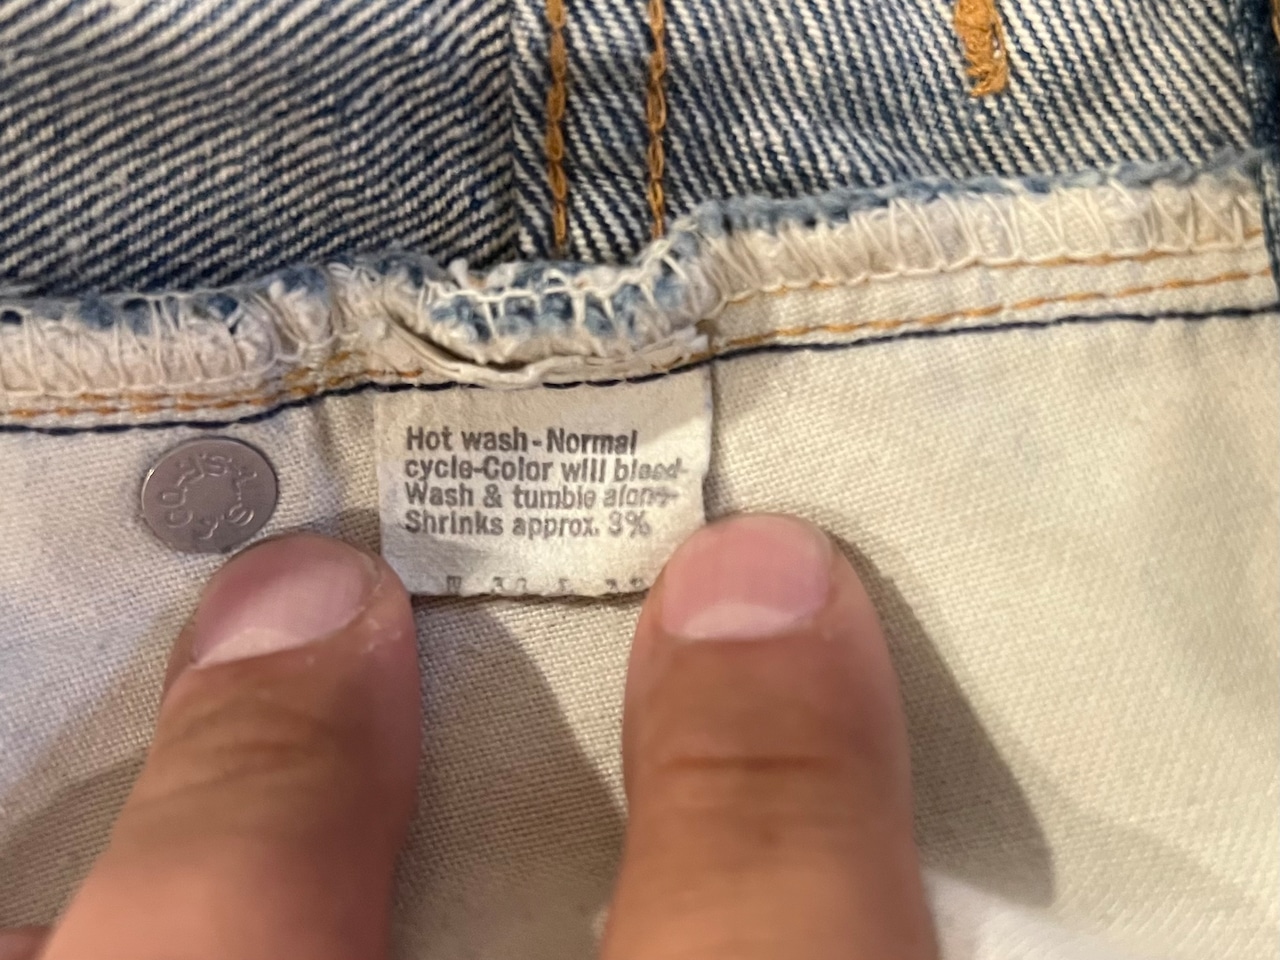 Hot wash-Normal
cycle-Color will bleed-
Wash & tumble alone-
Shrinks approx. 3%